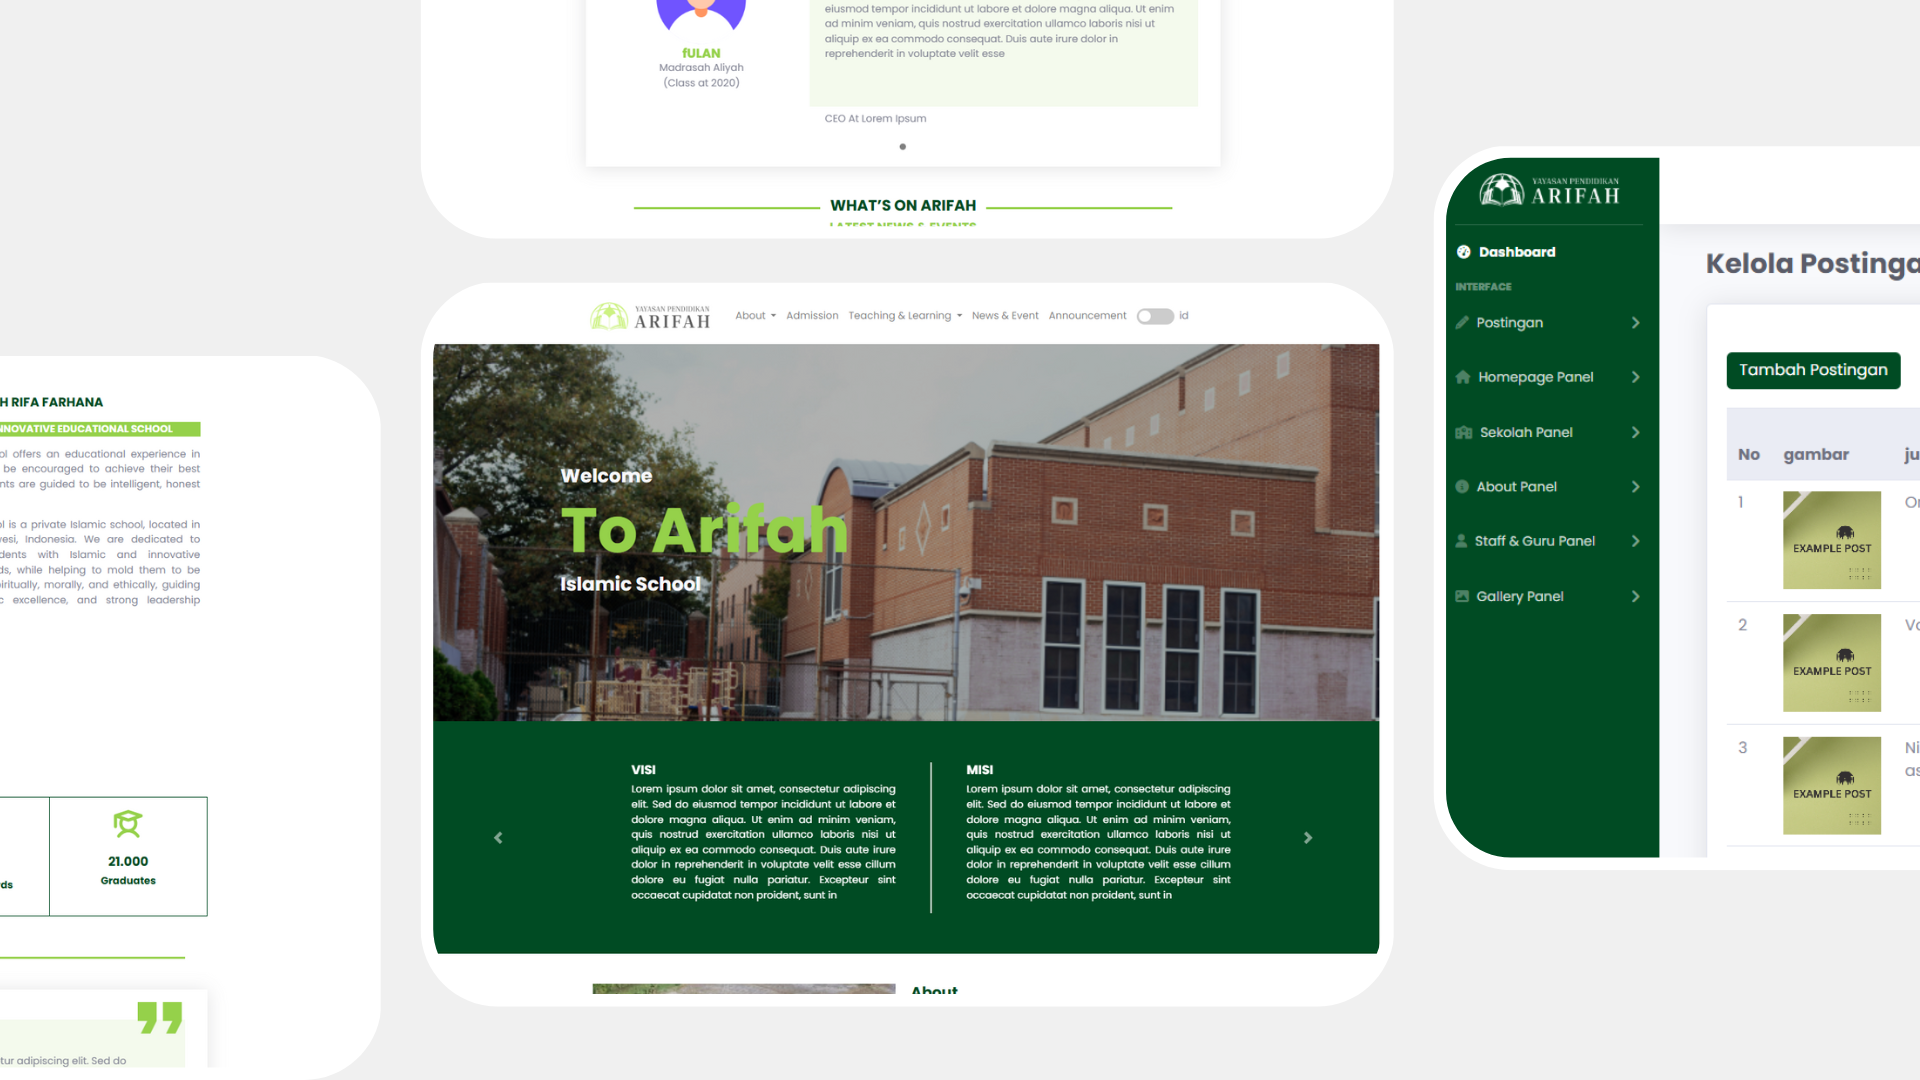 eiusmod tempor incididunt ut labore et dolore magna aliqua. Ut enim
ad minim veniam, quis nostrud exercitation ullamco laboris nisi ut
aliquip ex ea commodo consequat. Duis aute irure dolor in
reprehenderit in voluptate velit esse
fULAN
Madrasah Aliyah
(Class at 2020)
CEO At Lorem Ipsum
WHAT'S ON ARIFAH
LATEST NEWS & EVENTS
H RIFA FARHANA
NNOVATIVE EDUCATIONAL SCHOOL
ol offers an educational experience in
be encouraged to achieve their best
nts are guided to be intelligent, honest
ol is a private Islamic school, located in
vesi, Indonesia. We are dedicated to
dents with Islamic and innovative
ds, while helping to mold them to be
iritually, morally, and ethically, guiding
c excellence, and strong leadership
rds
21.000
Graduates
tur adipiscing elit. Sed do
YAYASAN PENDIDIKAN
ARIFAH
About Admission Teaching & Learning News & Event Announcement id
Welcome
To Arifah
Islamic School
VISI
Lorem ipsum dolor sit amet, consectetur adipiscing
elit. Sed do eiusmod tempor incididunt ut labore et
dolore magna aliqua. Ut enim ad minim veniam,
quis nostrud exercitation ullamco laboris nisi ut
aliquip ex ea commodo consequat. Duis aute irure
dolor in reprehenderit in voluptate velit esse cillum
dolore eu fugiat nulla pariatur. Excepteur sint
occaecat cupidatat non proident, sunt in
MISI
Lorem ipsum dolor sit amet, consectetur adipiscing
elit. Sed do eiusmod tempor incididunt ut labore et
dolore magna aliqua. Ut enim ad minim veniam,
quis nostrud exercitation ullamco laboris nisi ut
aliquip ex ea commodo consequat. Duis aute irure
dolor in reprehenderit in voluptate velit esse cillum
dolore eu fugiat nulla pariatur. Excepteur sint
occaecat cupidatat non proident, sunt in
About
YAYASAN PENDIDIKAN
ARIFAH
Dashboard
INTERFACE
Postingan
Homepage Panel
Sekolah Panel
About Panel
Staff & Guru Panel
Gallery Panel
Kelola Postinga
Tambah Postingan
No gambar ju
1 EXAMPLE POST Or
2 EXAMPLE POST Vo
3 EXAMPLE POST Ni
as